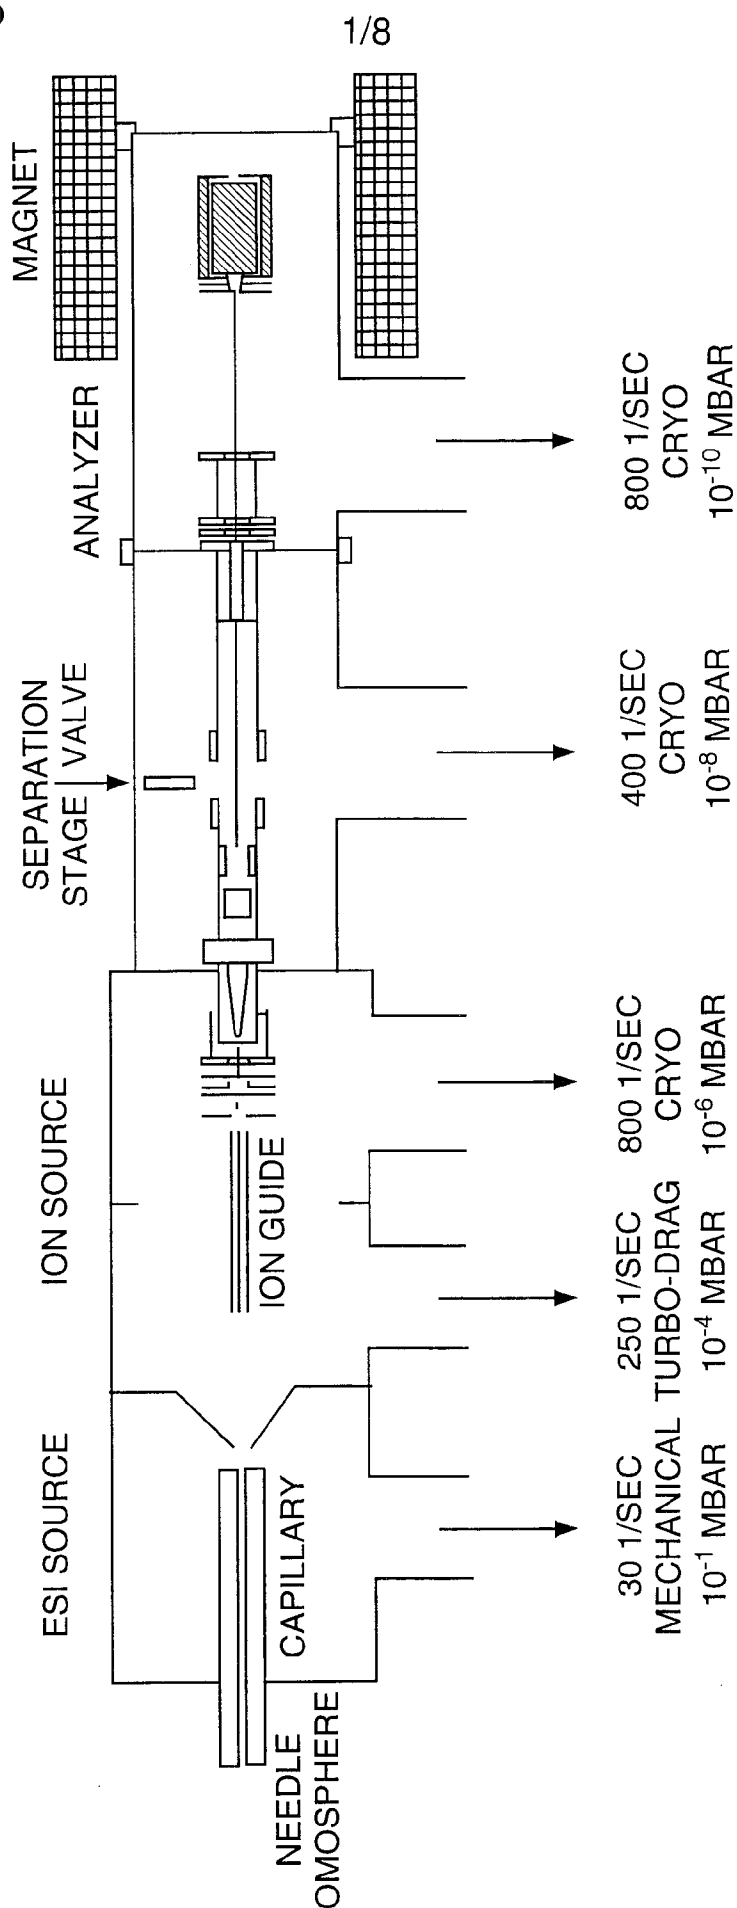 1/8
NEEDLE
OMOSPHERE
CAPILLARY
ESI SOURCE
ION SOURCE
ION GUIDE
SEPARATION
STAGE VALVE
ANALYZER
MAGNET
30 1/SEC
MECHANICAL
10⁻¹ MBAR
250 1/SEC
TURBO-DRAG
10⁻⁴ MBAR
800 1/SEC
CRYO
10⁻⁶ MBAR
400 1/SEC
CRYO
10⁻⁸ MBAR
800 1/SEC
CRYO
10⁻¹⁰ MBAR